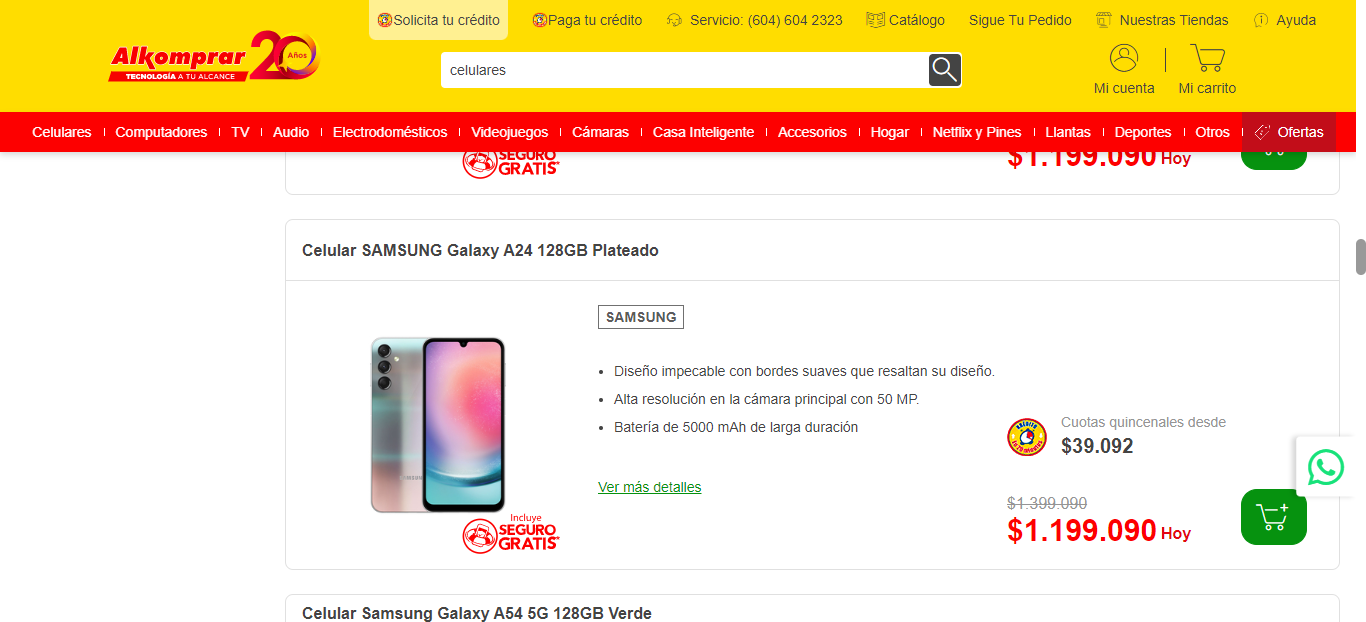 Solicita tu crédito
Paga tu crédito
Servicio: (604) 604 2323
Catálogo
Sigue Tu Pedido
Nuestras Tiendas
Ayuda
Alkomprar 20 Años
TECNOLOGÍA A TU ALCANCE
celulares
Mi cuenta
Mi carrito
Celulares
Computadores
TV
Audio
Electrodomésticos
Videojuegos
Cámaras
Casa Inteligente
Accesorios
Hogar
Netflix y Pines
Llantas
Deportes
Otros
Ofertas
SEGURO
GRATIS*
$1.199.090 Hoy
Celular SAMSUNG Galaxy A24 128GB Plateado
SAMSUNG
Diseño impecable con bordes suaves que resaltan su diseño.
Alta resolución en la cámara principal con 50 MP.
Batería de 5000 mAh de larga duración
Ver más detalles
Incluye
SEGURO
GRATIS*
Cuotas quincenales desde
$39.092
$1.399.090
$1.199.090 Hoy
Celular Samsung Galaxy A54 5G 128GB Verde